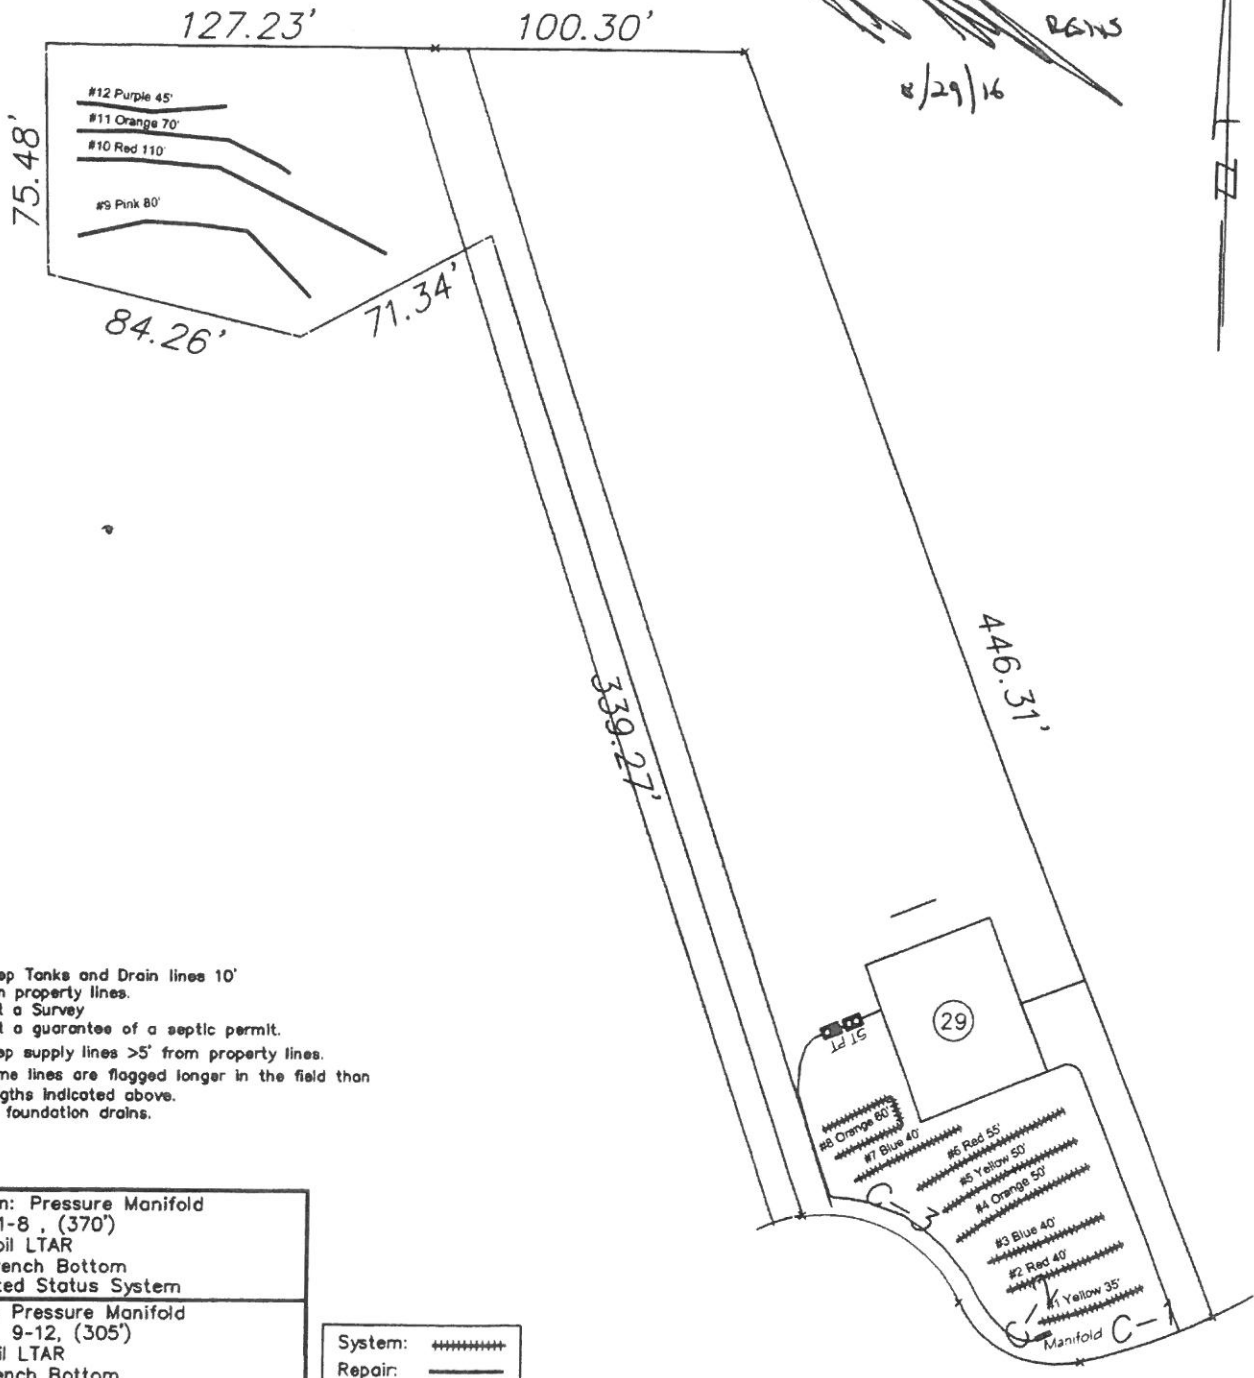 127.23'
100.30'
REHS
8/29/16
75.48'
#12 Purple 45'
#11 Orange 70'
#10 Red 110'
#9 Pink 80'
84.26'
71.34'
339.27'
446.31'
29
ST PT
#8 Orange 60'
#7 Blue 40'
#6 Red 55'
#5 Yellow 50'
#4 Orange 50'
#3 Blue 40'
#2 Red 40'
#1 Yellow 35'
Manifold
C-3
C-1
ep Tanks and Drain lines 10'
n property lines.
t a Survey
t a guarantee of a septic permit.
ep supply lines >5' from property lines.
me lines are flagged longer in the field than
gths indicated above.
foundation drains.
n: Pressure Manifold
1-8 , (370')
oil LTAR
rench Bottom
ted Status System
Pressure Manifold
9-12, (305')
il LTAR
ench Bottom
System:
Repair: